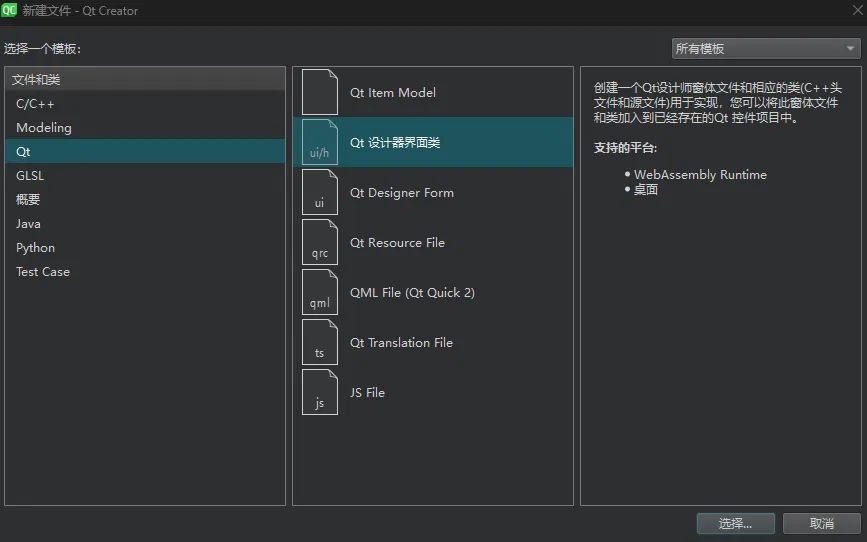 QC 新建文件 - Qt Creator
选择一个模板:
所有模板
文件和类
C/C++
Modeling
Qt
GLSL
概要
Java
Python
Test Case
Qt Item Model
ui/h
Qt 设计器界面类
ui
Qt Designer Form
qrc
Qt Resource File
qml
QML File (Qt Quick 2)
ts
Qt Translation File
js
JS File
创建一个Qt设计师窗体文件和相应的类(C++头
文件和源文件)用于实现，您可以将此窗体文件
和类加入到已经存在的Qt 控件项目中。
支持的平台:
• WebAssembly Runtime
• 桌面
选择...
取消